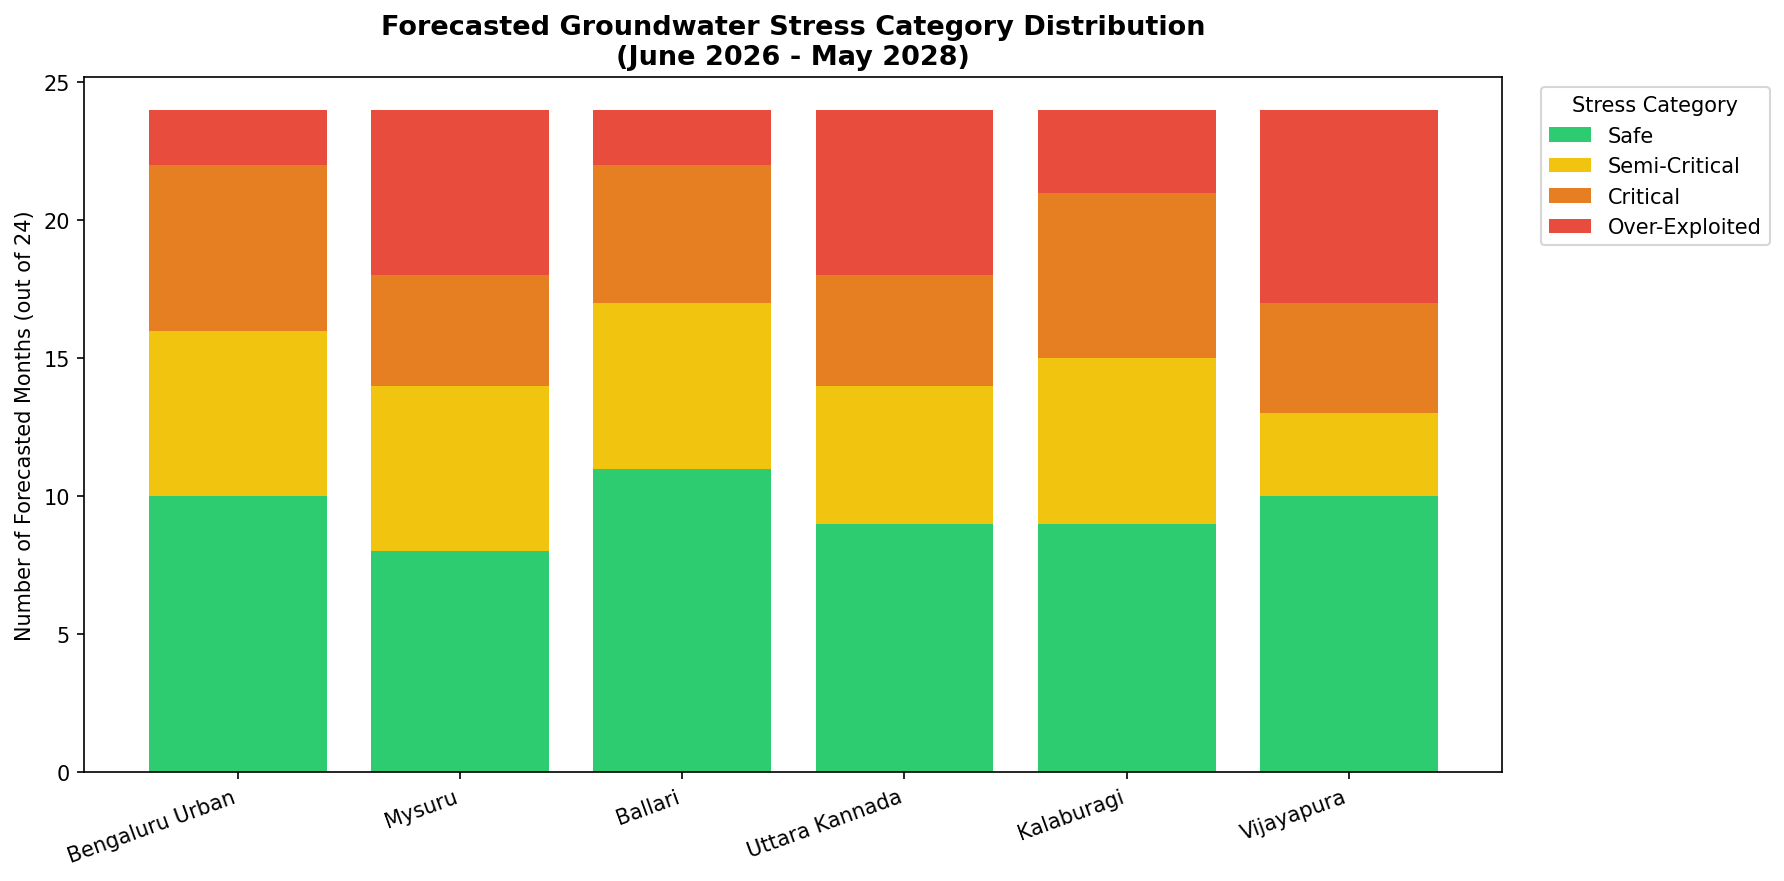 Forecasted Groundwater Stress Category Distribution
(June 2026 - May 2028)
Number of Forecasted Months (out of 24)
25
20
15
10
5
0
Bengaluru Urban
Mysuru
Ballari
Uttara Kannada
Kalaburagi
Vijayapura
Stress Category
Safe
Semi-Critical
Critical
Over-Exploited